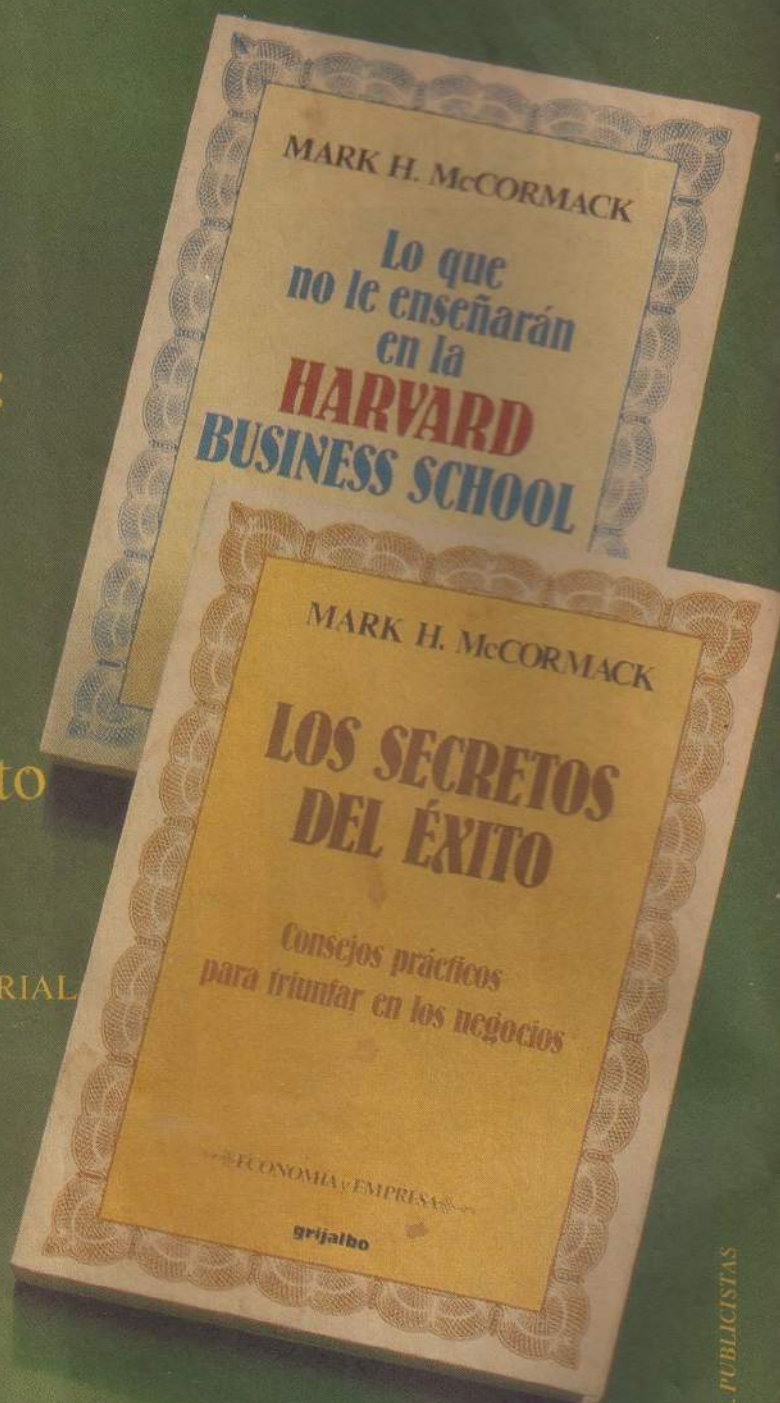 MARK H. McCORMACK
Lo que
no le enseñarán
en la
HARVARD
BUSINESS SCHOOL
MARK H. McCORMACK
LOS SECRETOS
DEL ÉXITO
Consejos prácticos
para triunfar en los negocios
ECONOMÍA y EMPRESA
grijalbo
:
to
RIAL
. PUBLICISTAS